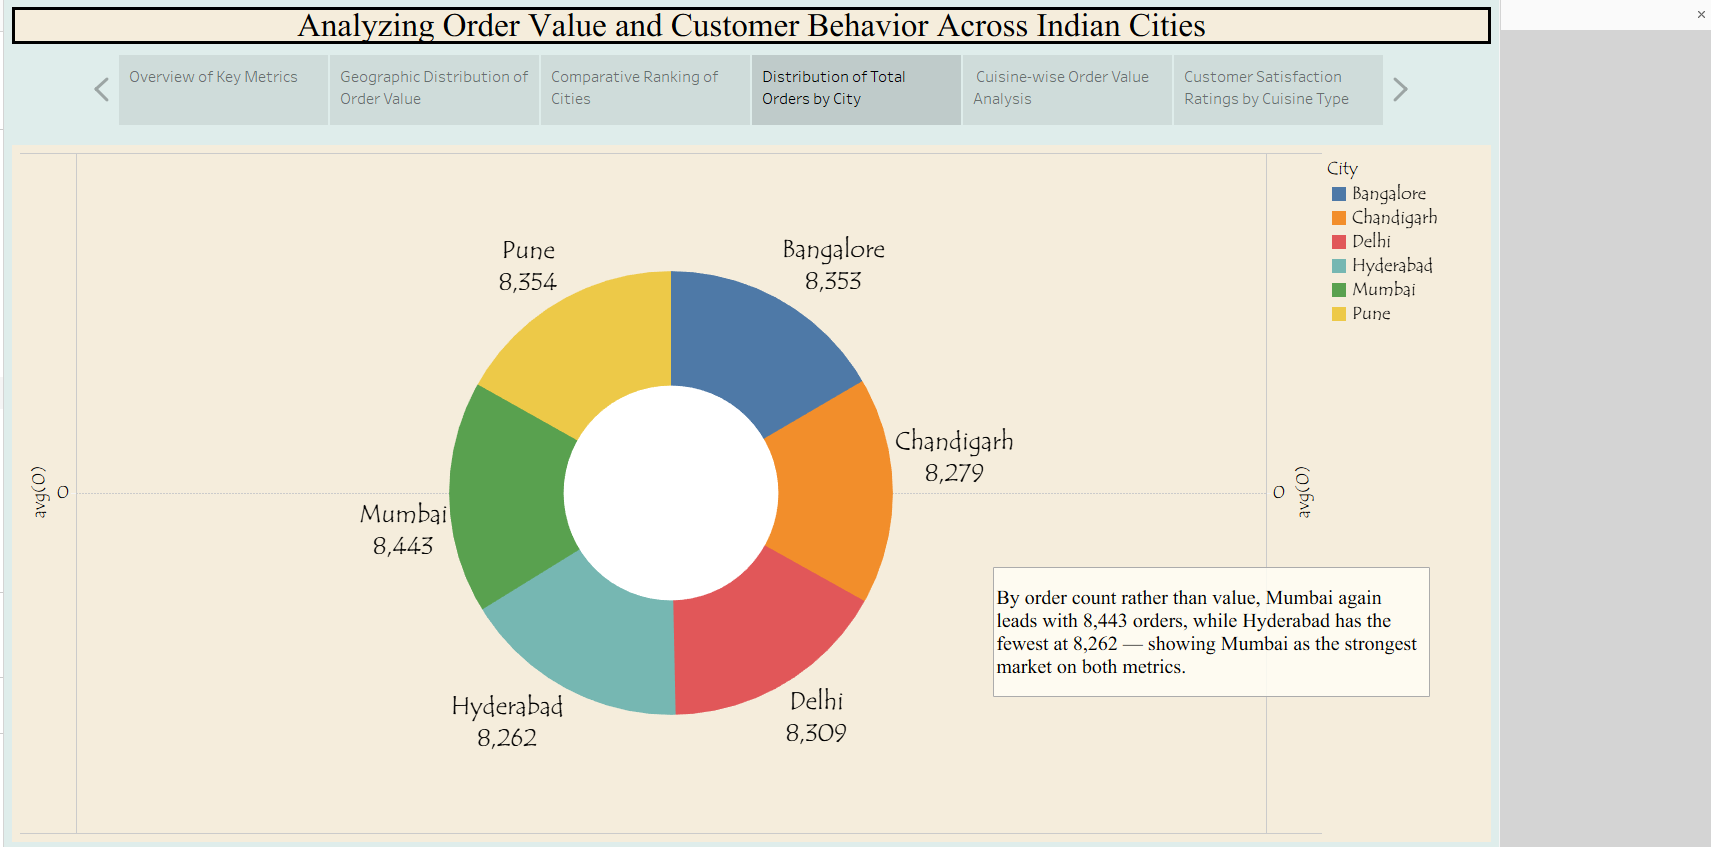 Analyzing Order Value and Customer Behavior Across Indian Cities
Overview of Key Metrics
Geographic Distribution of
Order Value
Comparative Ranking of
Cities
Distribution of Total
Orders by City
Cuisine-wise Order Value
Analysis
Customer Satisfaction
Ratings by Cuisine Type
City
Bangalore
Chandigarh
Delhi
Hyderabad
Mumbai
Pune
Pune
8,354
Bangalore
8,353
Chandigarh
8,279
avg(0)
0
0
avg(0)
Mumbai
8,443
By order count rather than value, Mumbai again
leads with 8,443 orders, while Hyderabad has the
fewest at 8,262 — showing Mumbai as the strongest
market on both metrics.
Hyderabad
8,262
Delhi
8,309